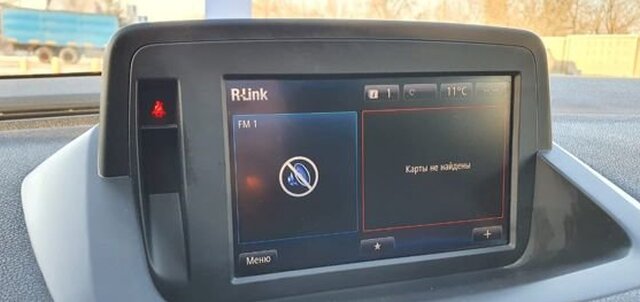 R-Link
1
11°C
FM 1
Карты не найдены
Меню